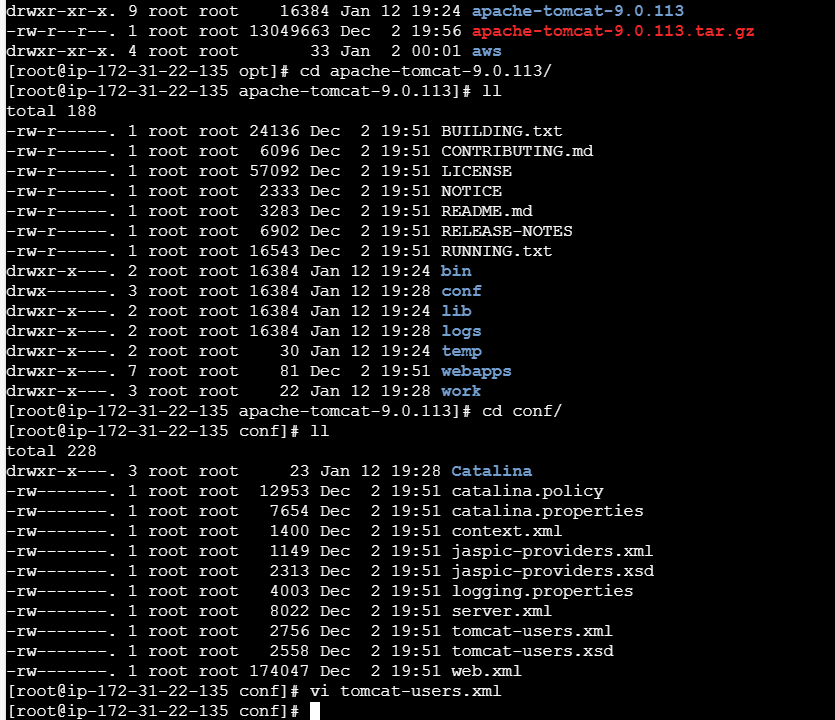 drwxr-xr-x. 9 root root    16384 Jan 12 19:24 apache-tomcat-9.0.113
-rw-r--r--. 1 root root 13049663 Dec  2 19:56 apache-tomcat-9.0.113.tar.gz
drwxr-xr-x. 4 root root       33 Jan  2 00:01 aws
[root@ip-172-31-22-135 opt]# cd apache-tomcat-9.0.113/
[root@ip-172-31-22-135 apache-tomcat-9.0.113]# ll
total 188
-rw-r-----. 1 root root 24136 Dec  2 19:51 BUILDING.txt
-rw-r-----. 1 root root  6096 Dec  2 19:51 CONTRIBUTING.md
-rw-r-----. 1 root root 57092 Dec  2 19:51 LICENSE
-rw-r-----. 1 root root  2333 Dec  2 19:51 NOTICE
-rw-r-----. 1 root root  3283 Dec  2 19:51 README.md
-rw-r-----. 1 root root  6902 Dec  2 19:51 RELEASE-NOTES
-rw-r-----. 1 root root 16543 Dec  2 19:51 RUNNING.txt
drwxr-x---. 2 root root 16384 Jan 12 19:24 bin
drwx------. 3 root root 16384 Jan 12 19:28 conf
drwxr-x---. 2 root root 16384 Jan 12 19:24 lib
drwxr-x---. 2 root root 16384 Jan 12 19:28 logs
drwxr-x---. 2 root root    30 Jan 12 19:24 temp
drwxr-x---. 7 root root    81 Dec  2 19:51 webapps
drwxr-x---. 3 root root    22 Jan 12 19:28 work
[root@ip-172-31-22-135 apache-tomcat-9.0.113]# cd conf/
[root@ip-172-31-22-135 conf]# ll
total 228
drwxr-x---. 3 root root     23 Jan 12 19:28 Catalina
-rw-------. 1 root root  12953 Dec  2 19:51 catalina.policy
-rw-------. 1 root root   7654 Dec  2 19:51 catalina.properties
-rw-------. 1 root root   1400 Dec  2 19:51 context.xml
-rw-------. 1 root root   1149 Dec  2 19:51 jaspic-providers.xml
-rw-------. 1 root root   2313 Dec  2 19:51 jaspic-providers.xsd
-rw-------. 1 root root   4003 Dec  2 19:51 logging.properties
-rw-------. 1 root root   8022 Dec  2 19:51 server.xml
-rw-------. 1 root root   2756 Dec  2 19:51 tomcat-users.xml
-rw-------. 1 root root   2558 Dec  2 19:51 tomcat-users.xsd
-rw-------. 1 root root 174047 Dec  2 19:51 web.xml
[root@ip-172-31-22-135 conf]# vi tomcat-users.xml
[root@ip-172-31-22-135 conf]#